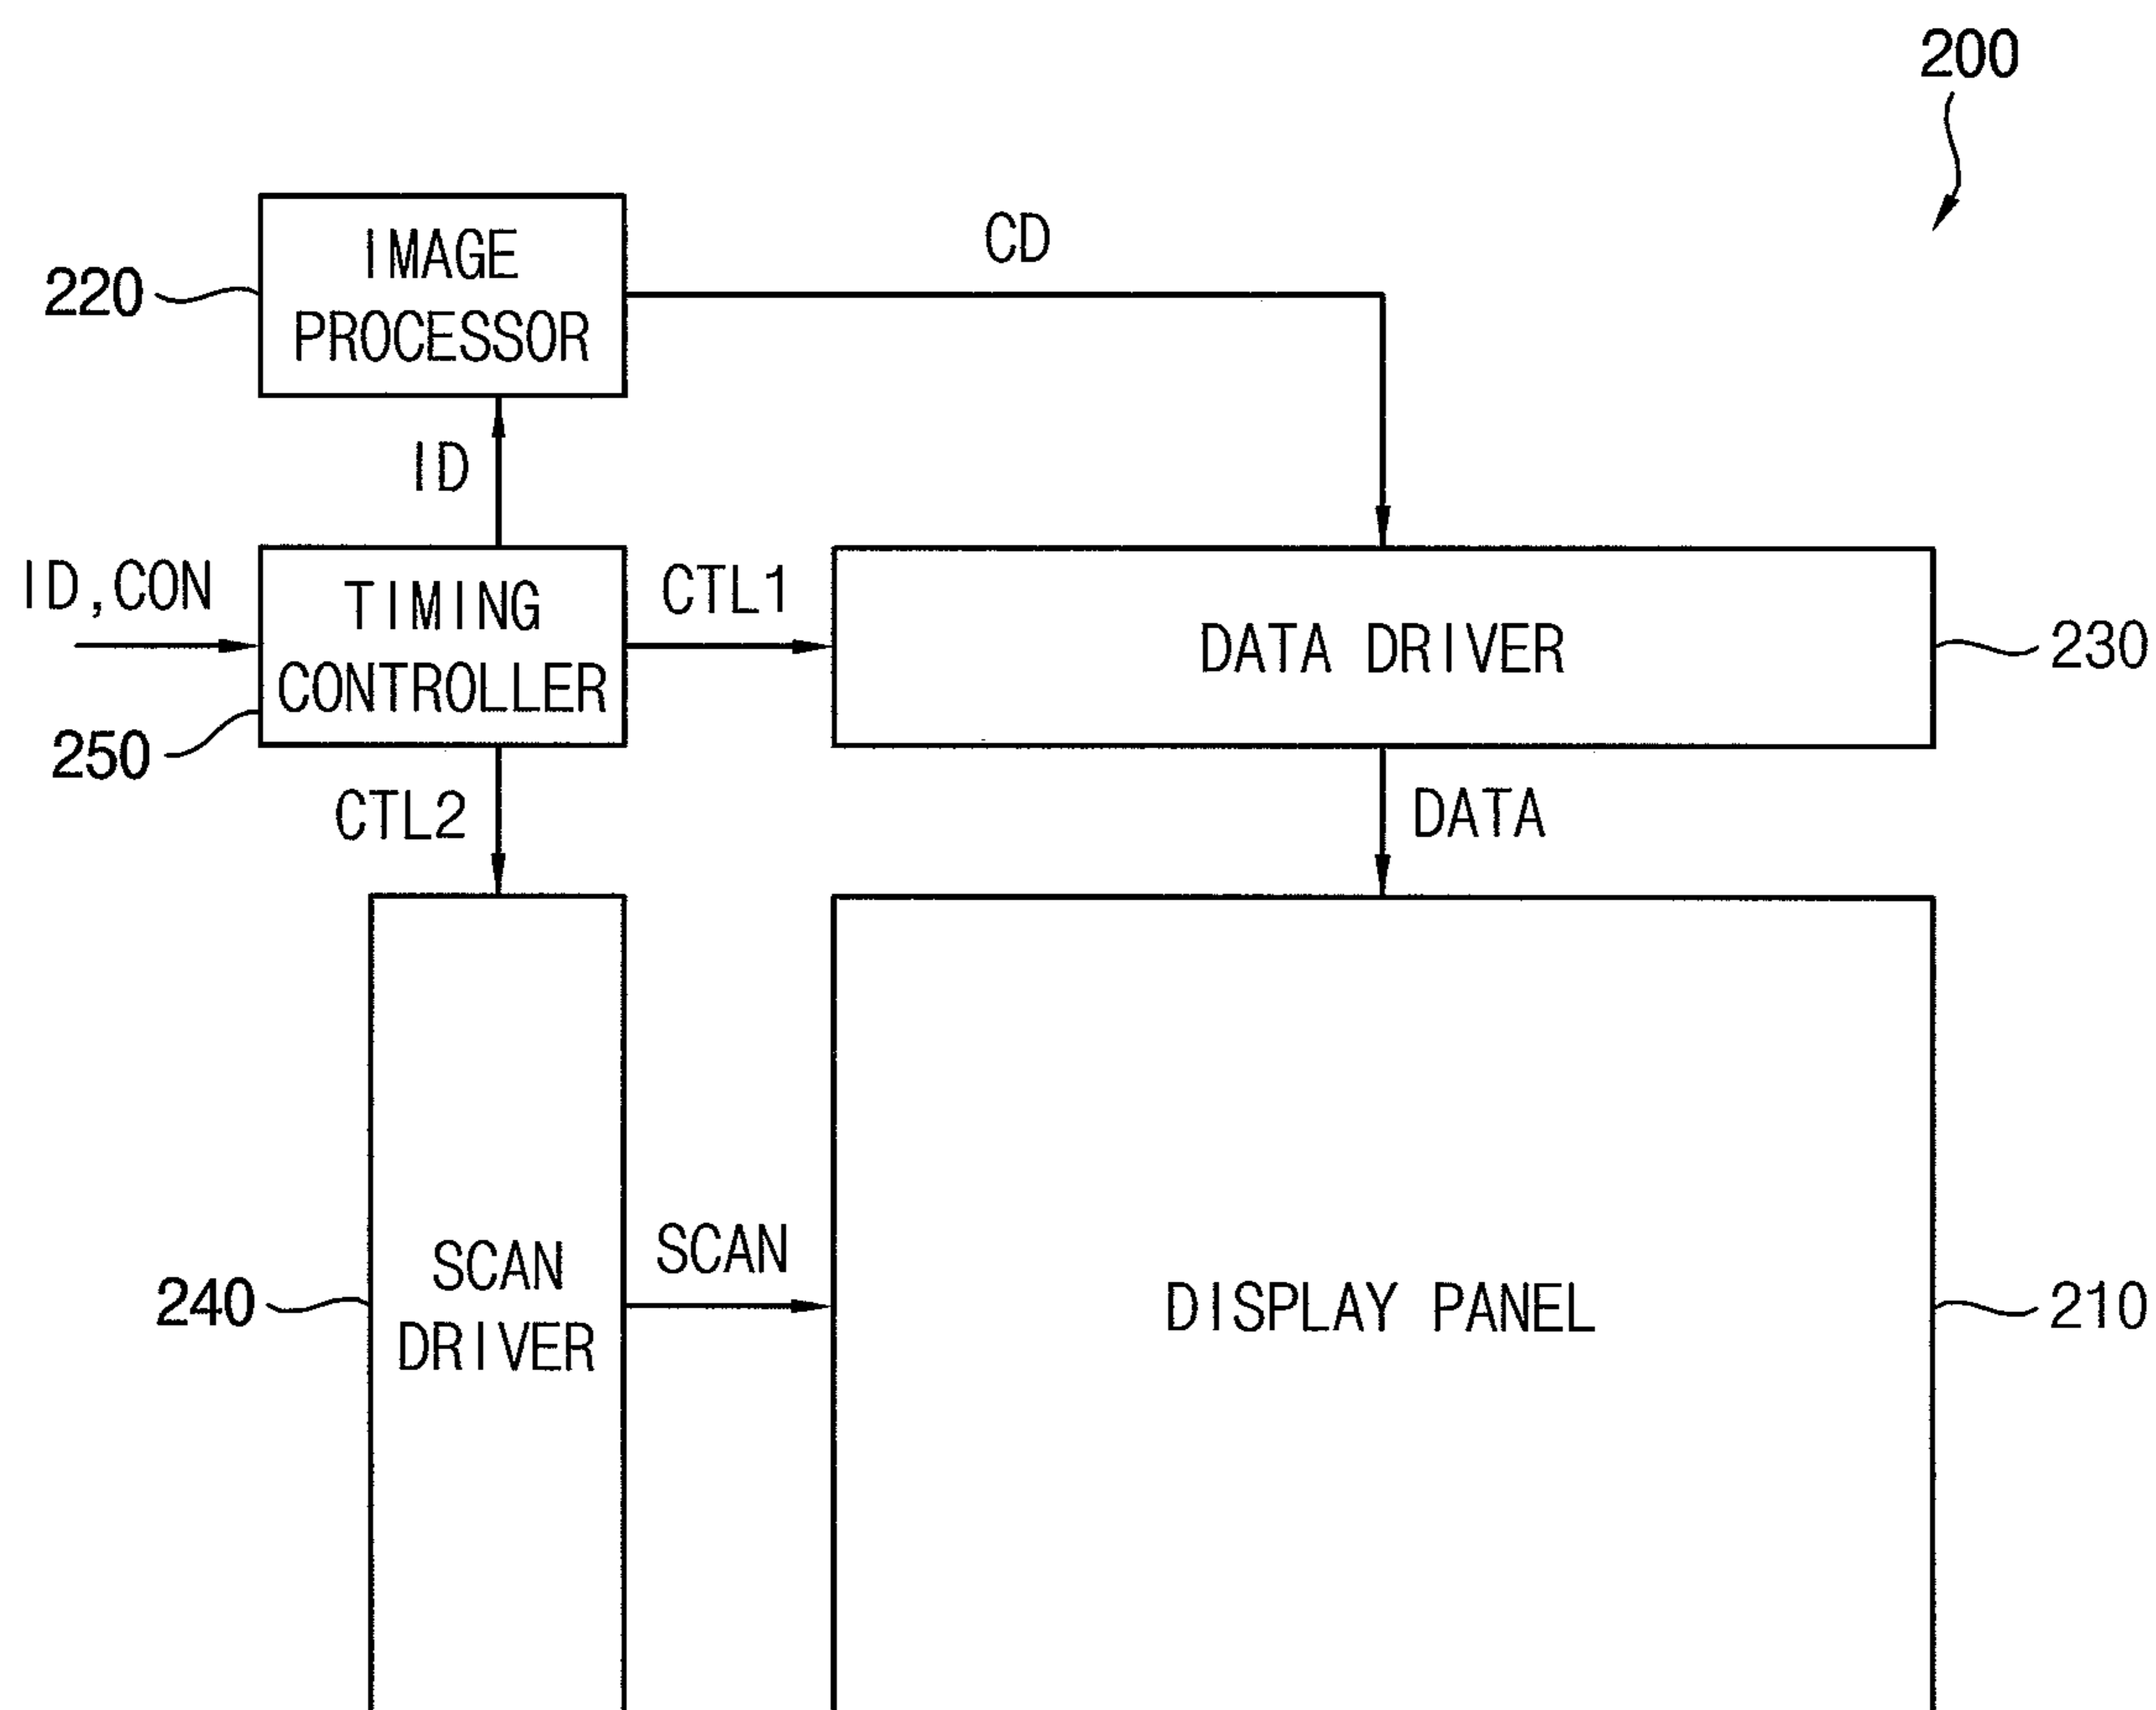 200
IMAGE
PROCESSOR
220
CD
ID
ID,CON
TIMING
CONTROLLER
250
CTL1
DATA DRIVER
230
CTL2
DATA
SCAN
DRIVER
240
SCAN
DISPLAY PANEL
210